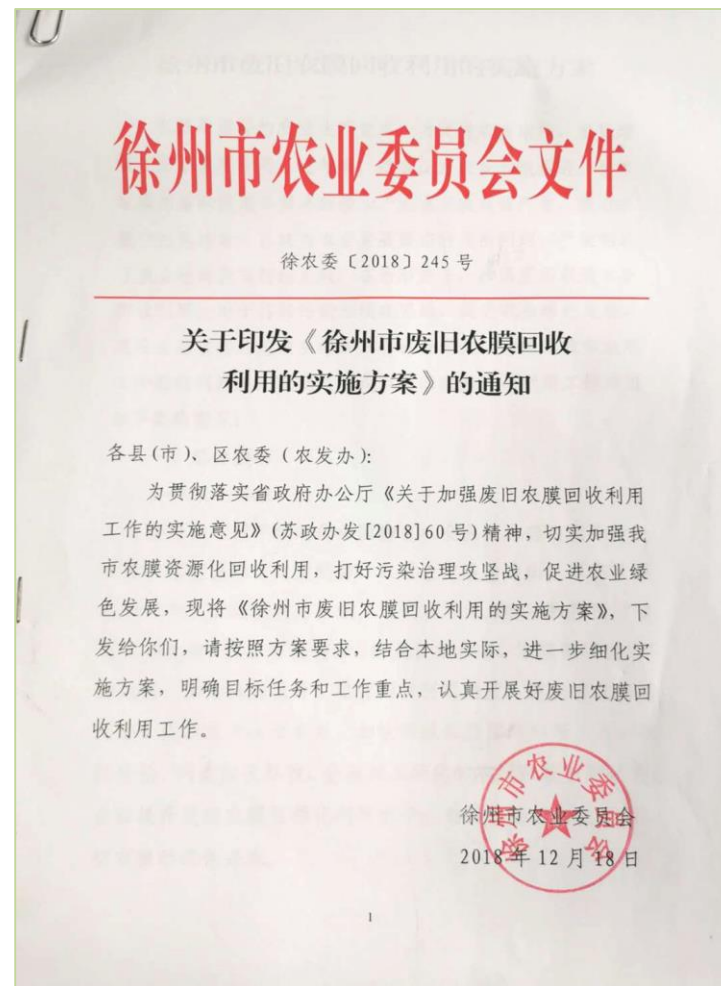 徐州市农业委员会文件
徐农委〔2018〕245号
关于印发《徐州市废旧农膜回收
利用的实施方案》的通知
各县(市)、区农委（农发办）:
为贯彻落实省政府办公厅《关于加强废旧农膜回收利用
工作的实施意见》(苏政办发[2018]60号)精神，切实加强我
市农膜资源化回收利用，打好污染治理攻坚战，促进农业绿
色发展，现将《徐州市废旧农膜回收利用的实施方案》，下
发给你们，请按照方案要求，结合本地实际，进一步细化实
施方案，明确目标任务和工作重点，认真开展好废旧农膜回
收利用工作。
徐州市农业委员会
徐州市农业委员会
2018年12月18日
1